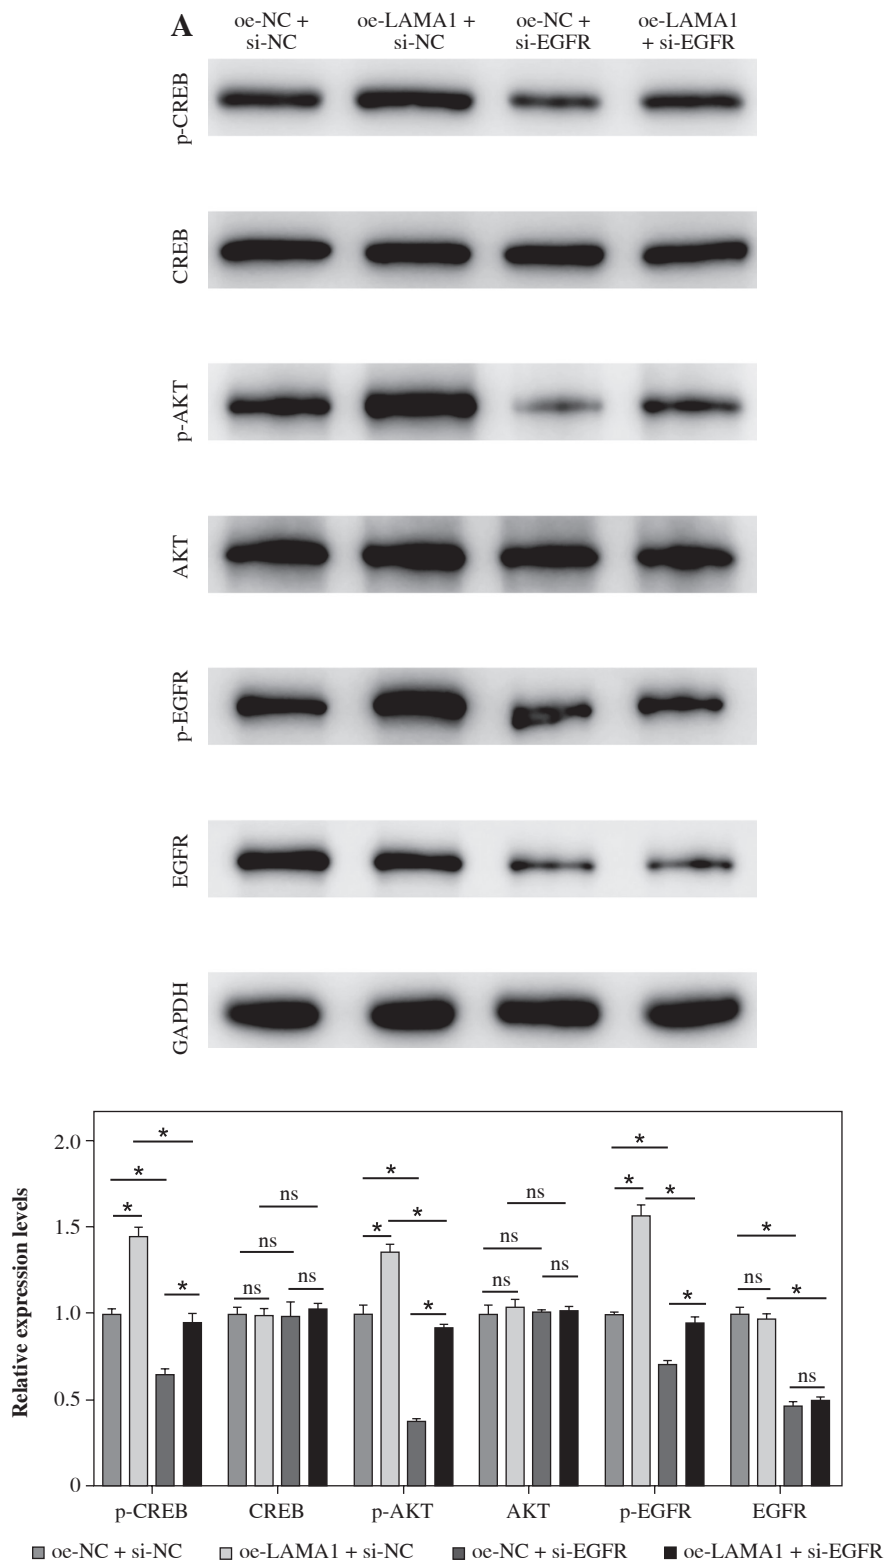 A
oe-NC +
si-NC
oe-LAMA1 +
si-NC
oe-NC +
si-EGFR
oe-LAMA1
+ si-EGFR
p-CREB
CREB
p-AKT
AKT
p-EGFR
EGFR
GAPDH
Relative expression levels
2.0
1.5
1.0
0.5
0
*
*
*
*
ns
ns
ns
ns
*
*
*
*
ns
ns
ns
ns
*
*
*
*
*
ns
*
ns
p-CREB
CREB
p-AKT
AKT
p-EGFR
EGFR
oe-NC + si-NC
oe-LAMA1 + si-NC
oe-NC + si-EGFR
oe-LAMA1 + si-EGFR